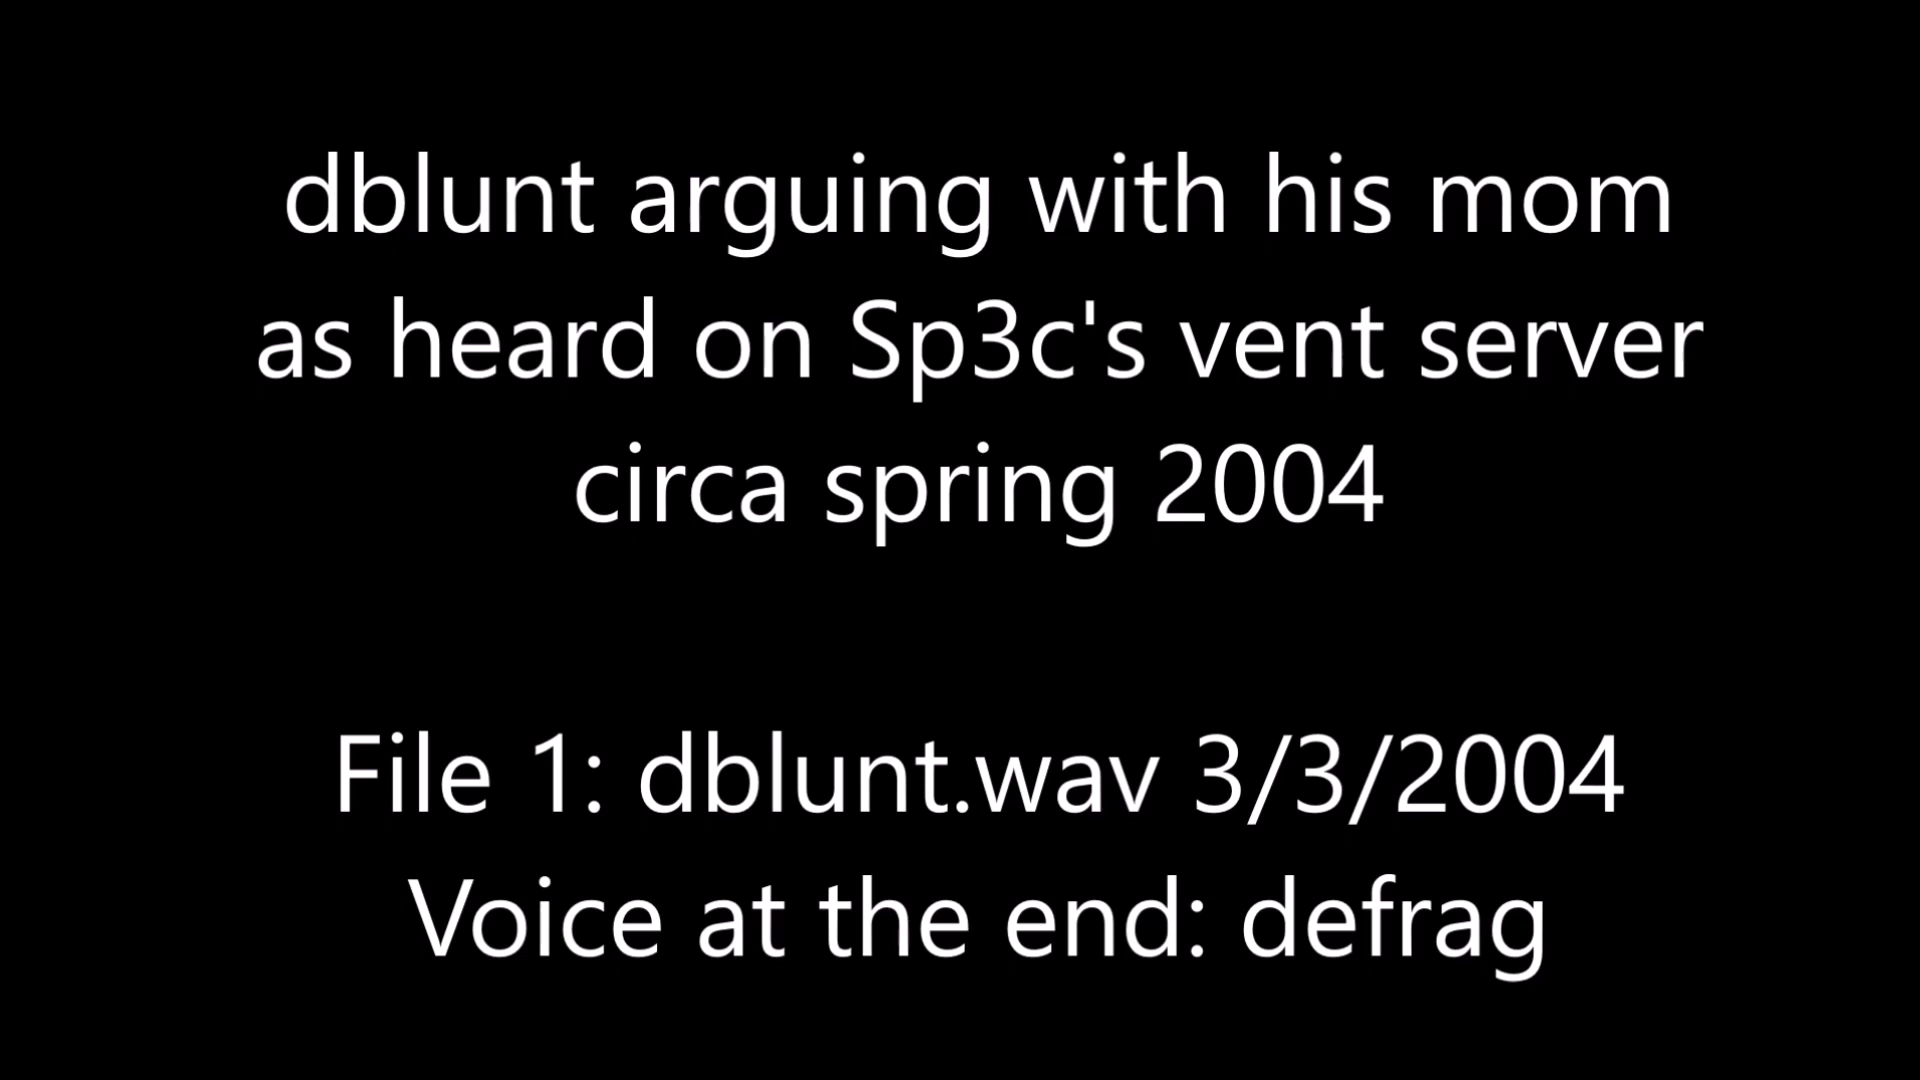 dblunt arguing with his mom
as heard on Sp3c's vent server
circa spring 2004
File 1: dblunt.wav 3/3/2004
Voice at the end: defrag